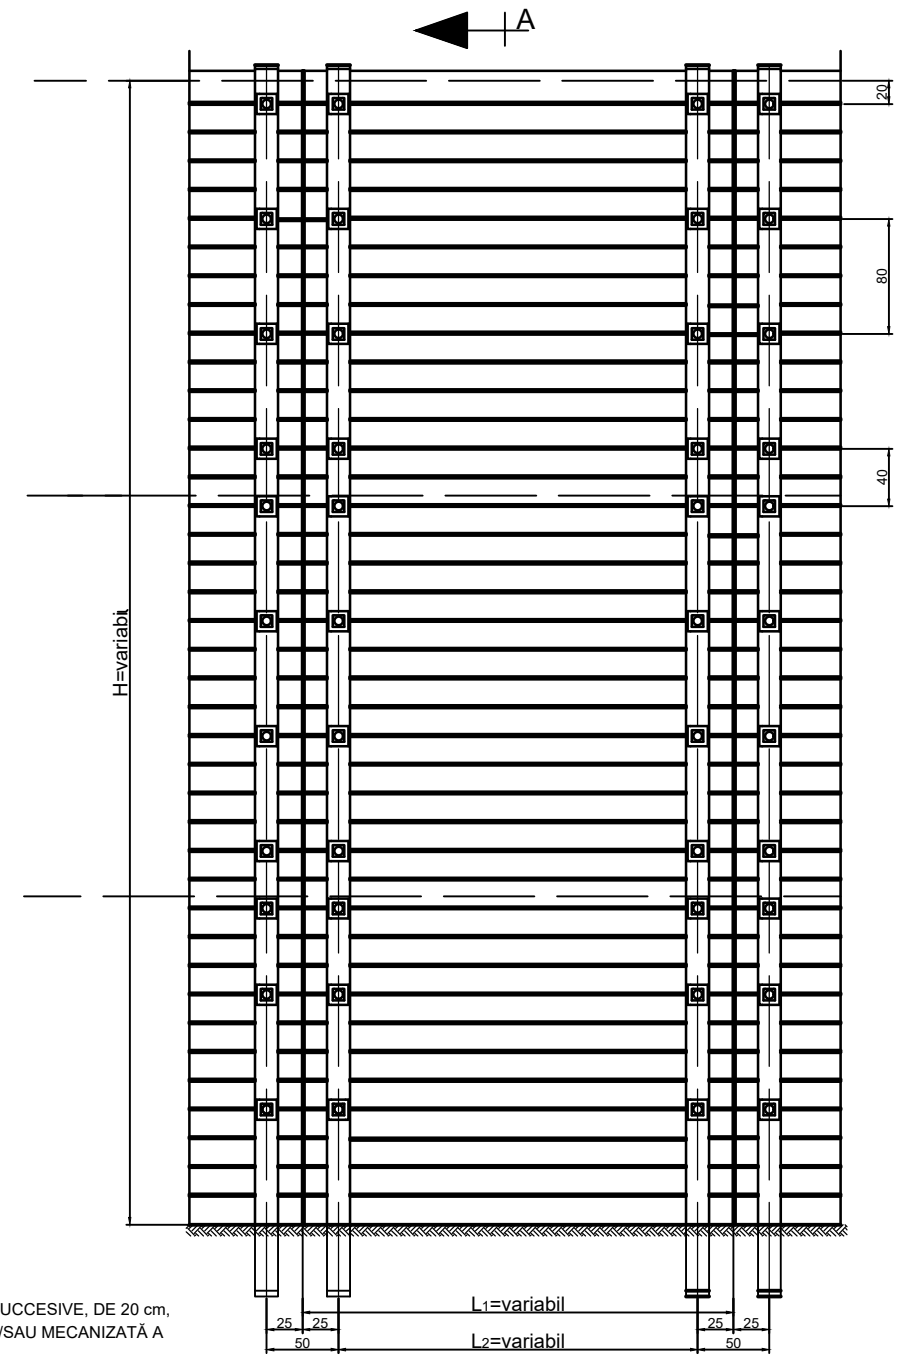 A
20
80
40
H=variabil
UCCESIVE, DE 20 cm,
/SAU MECANIZATĂ A
L1=variabil
25 25 25 25
50 L2=variabil 50